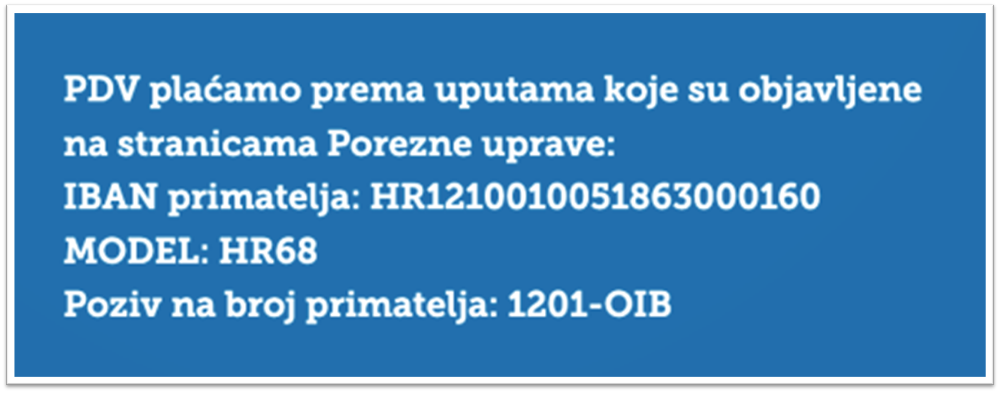 PDV plaćamo prema uputama koje su objavljene
na stranicama Porezne uprave:
IBAN primatelja: HR1210010051863000160
MODEL: HR68
Poziv na broj primatelja: 1201-OIB